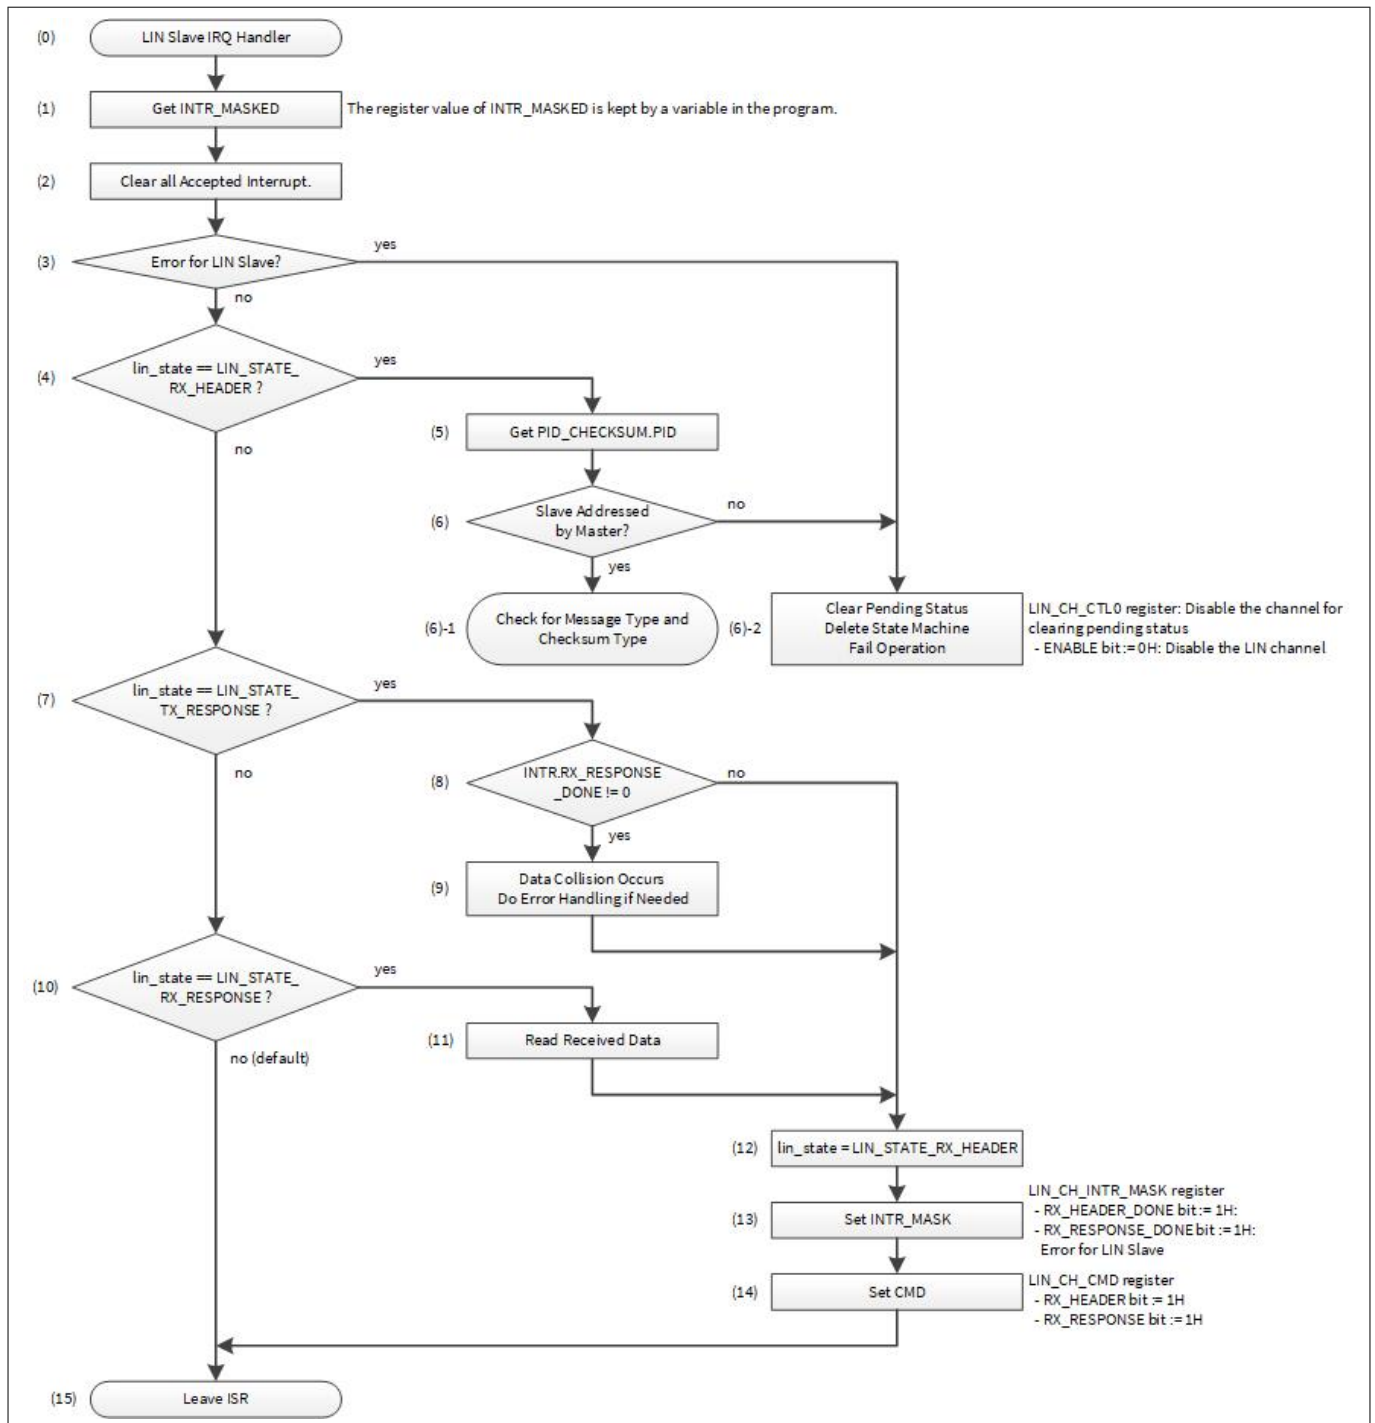 (0) LIN Slave IRQ Handler
(1) Get INTR_MASKED The register value of INTR_MASKED is kept by a variable in the program.
(2) Clear all Accepted Interrupt.
yes
(3) Error for LIN Slave?
no
yes
(4) lin_state == LIN_STATE_
RX_HEADER ?
no
(5) Get PID_CHECKSUM.PID
no
(6) Slave Addressed
by Master?
yes
(6)-1 Check for Message Type and
Checksum Type
(6)-2 Clear Pending Status
Delete State Machine
Fail Operation
LIN_CH_CTL0 register: Disable the channel for
clearing pending status
- ENABLE bit := 0H: Disable the LIN channel
yes
(7) lin_state == LIN_STATE_
TX_RESPONSE ?
no
(8) INTR.RX_RESPONSE
_DONE != 0
no
yes
(9) Data Collision Occurs
Do Error Handling if Needed
yes
(10) lin_state == LIN_STATE_
RX_RESPONSE ?
no (default)
(11) Read Received Data
(12) lin_state = LIN_STATE_RX_HEADER
(13) Set INTR_MASK
LIN_CH_INTR_MASK register
- RX_HEADER_DONE bit := 1H:
- RX_RESPONSE_DONE bit := 1H:
Error for LIN Slave
(14) Set CMD
LIN_CH_CMD register
- RX_HEADER bit := 1H
- RX_RESPONSE bit := 1H
(15) Leave ISR